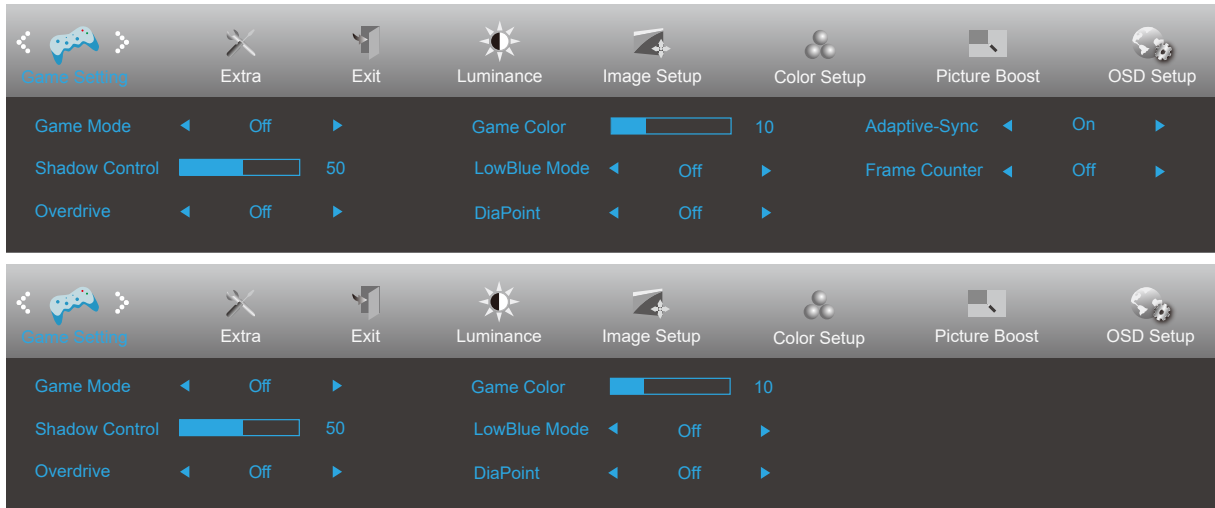 Game Setting Extra Exit Luminance Image Setup Color Setup Picture Boost OSD Setup
Game Mode Off Game Color 10 Adaptive-Sync On
Shadow Control 50 LowBlue Mode Off Frame Counter Off
Overdrive Off DiaPoint Off
Game Setting Extra Exit Luminance Image Setup Color Setup Picture Boost OSD Setup
Game Mode Off Game Color 10
Shadow Control 50 LowBlue Mode Off
Overdrive Off DiaPoint Off